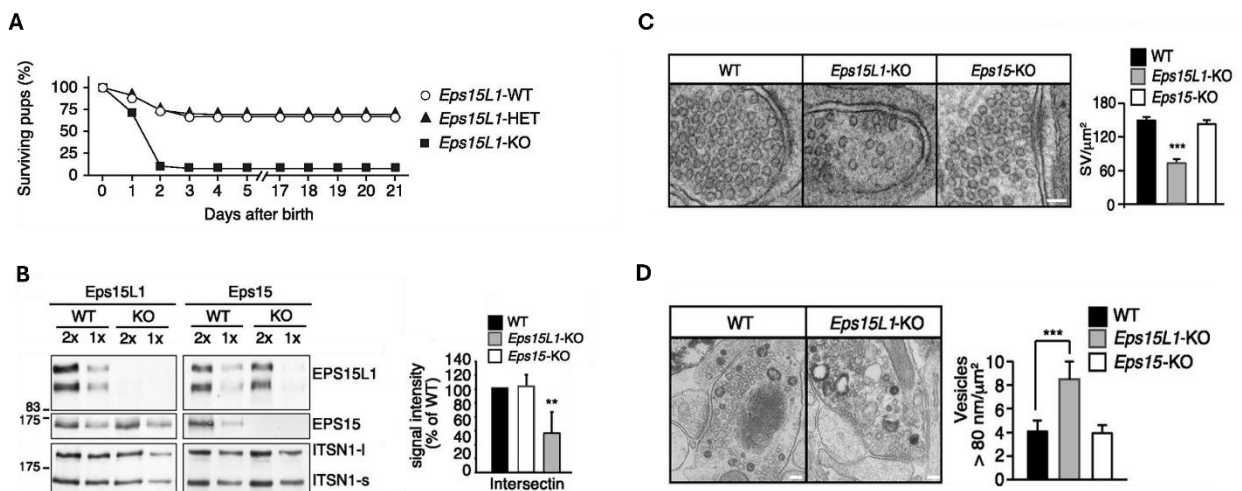 A
Surviving pups (%)
100
75
50
25
0
Eps15L1-WT
Eps15L1-HET
Eps15L1-KO
0 1 2 3 4 5 17 18 19 20 21
Days after birth
C
WT Eps15L1-KO Eps15-KO
WT
Eps15L1-KO
Eps15-KO
SV/µm²
150
120
60
0
***
B
Eps15L1 Eps15
WT KO WT KO
2x 1x 2x 1x 2x 1x 2x 1x
EPS15L1
83
175
EPS15
ITSN1-l
175
ITSN1-s
WT
Eps15L1-KO
Eps15-KO
signal intensity
(% of WT)
140
120
100
80
60
40
20
0
**
Intersectin
D
WT Eps15L1-KO
WT
Eps15L1-KO
Eps15-KO
Vesicles
> 80 nm/µm²
10
8
6
4
2
0
***